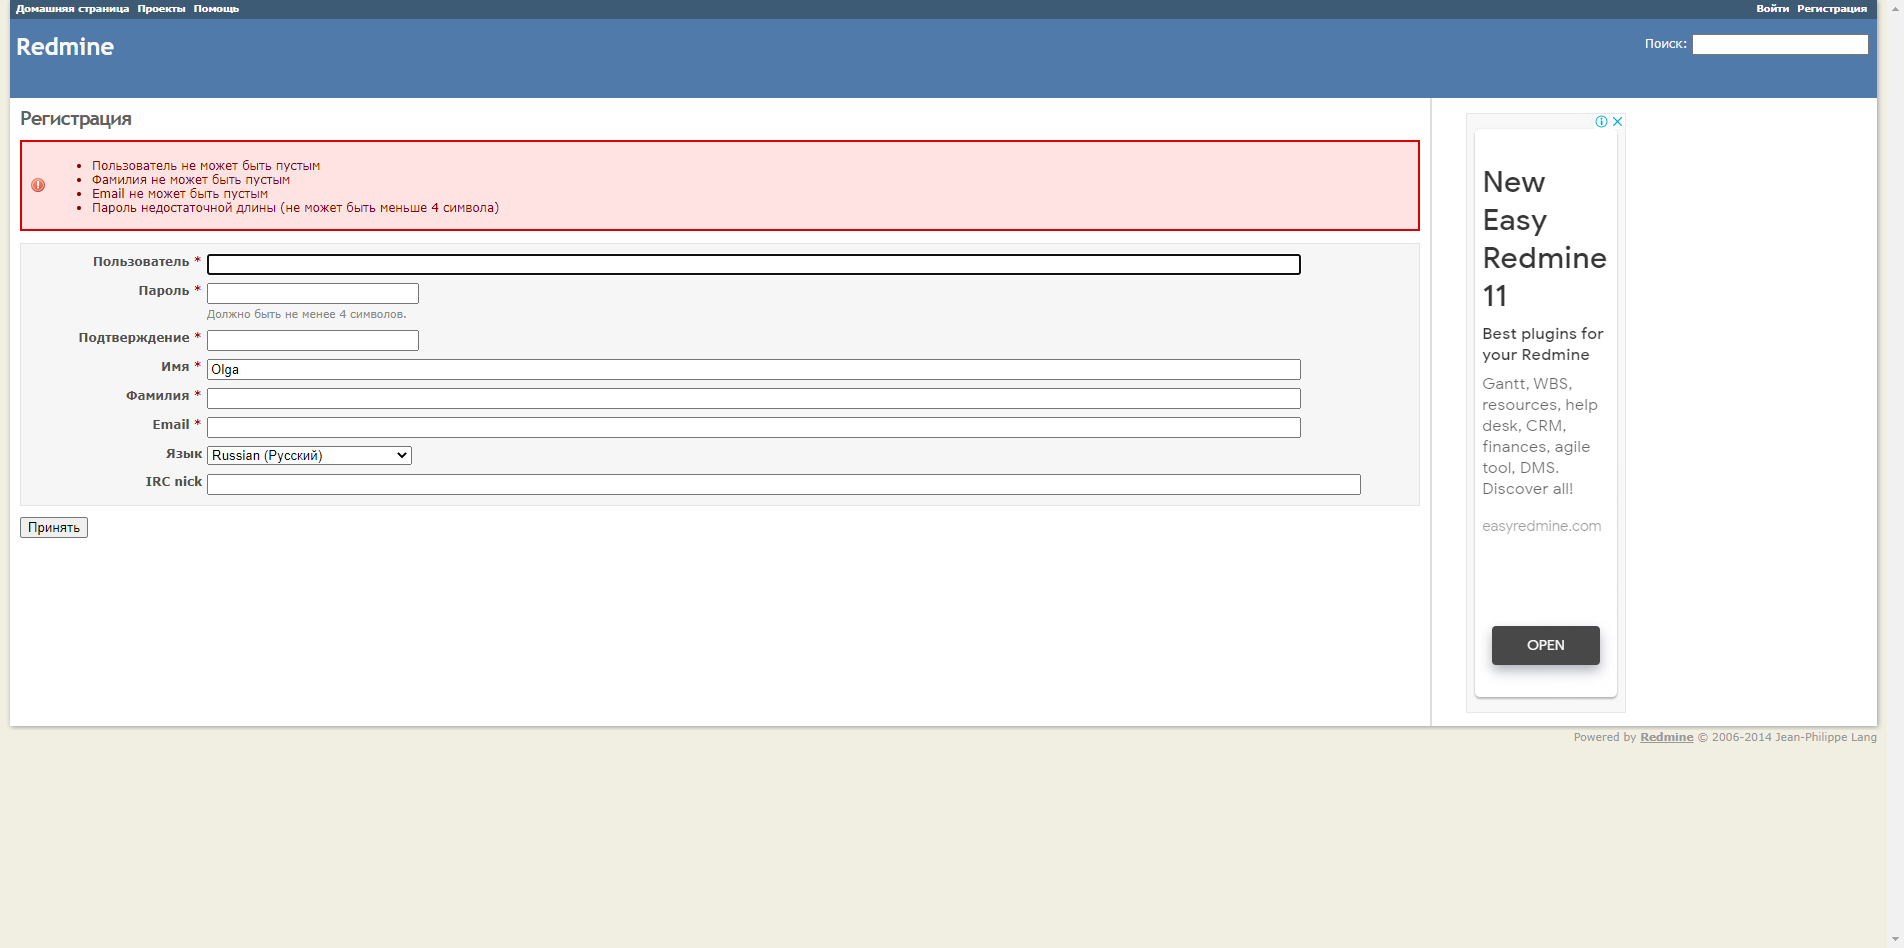 Домашняя страница Проекты Помощь
Войти Регистрация
Redmine
Поиск:
Регистрация
Пользователь не может быть пустым
Фамилия не может быть пустым
Email не может быть пустым
Пароль недостаточной длины (не может быть меньше 4 символа)
Пользователь *
Пароль *
Должно быть не менее 4 символов.
Подтверждение *
Имя * Olga
Фамилия *
Email *
Язык Russian (Русский)
IRC nick
Принять
New
Easy
Redmine
11
Best plugins for
your Redmine
Gantt, WBS,
resources, help
desk, CRM,
finances, agile
tool, DMS.
Discover all!
easyredmine.com
OPEN
Powered by Redmine © 2006-2014 Jean-Philippe Lang